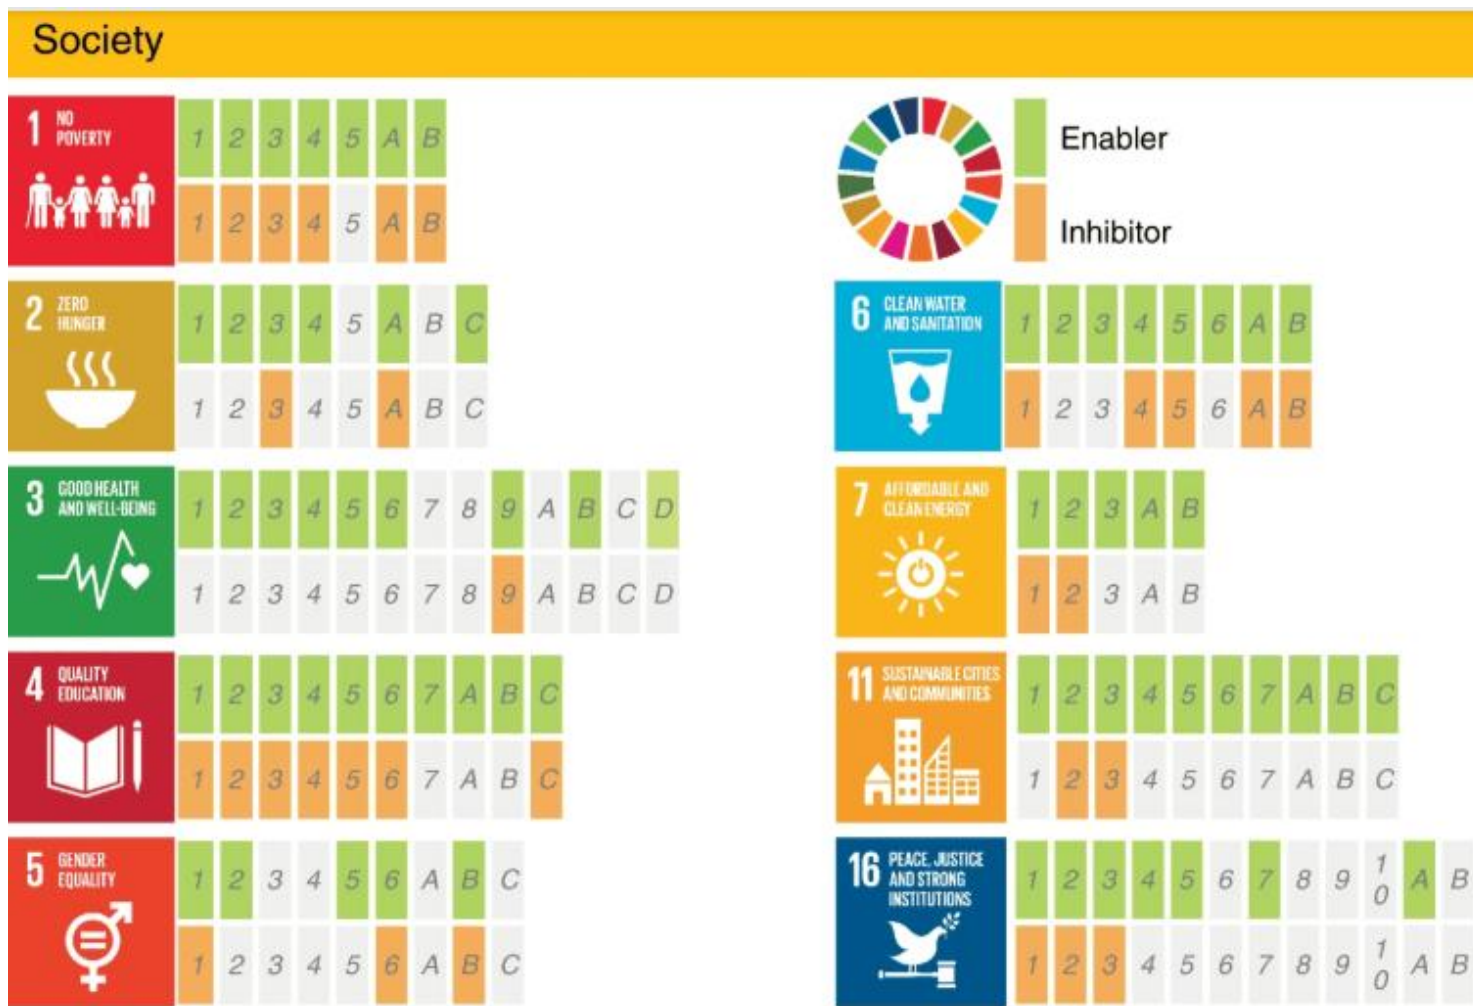 Society
1 NO POVERTY
1 2 3 4 5 A B
1 2 3 4 5 A B
2 ZERO HUNGER
1 2 3 4 5 A B C
1 2 3 4 5 A B C
3 GOOD HEALTH AND WELL-BEING
1 2 3 4 5 6 7 8 9 A B C D
1 2 3 4 5 6 7 8 9 A B C D
4 QUALITY EDUCATION
1 2 3 4 5 6 7 A B C
1 2 3 4 5 6 7 A B C
5 GENDER EQUALITY
1 2 3 4 5 6 A B C
1 2 3 4 5 6 A B C
Enabler
Inhibitor
6 CLEAN WATER AND SANITATION
1 2 3 4 5 6 A B
1 2 3 4 5 6 A B
7 AFFORDABLE AND CLEAN ENERGY
1 2 3 A B
1 2 3 A B
11 SUSTAINABLE CITIES AND COMMUNITIES
1 2 3 4 5 6 7 A B C
1 2 3 4 5 6 7 A B C
16 PEACE, JUSTICE AND STRONG INSTITUTIONS
1 2 3 4 5 6 7 8 9 10 A B
1 2 3 4 5 6 7 8 9 10 A B